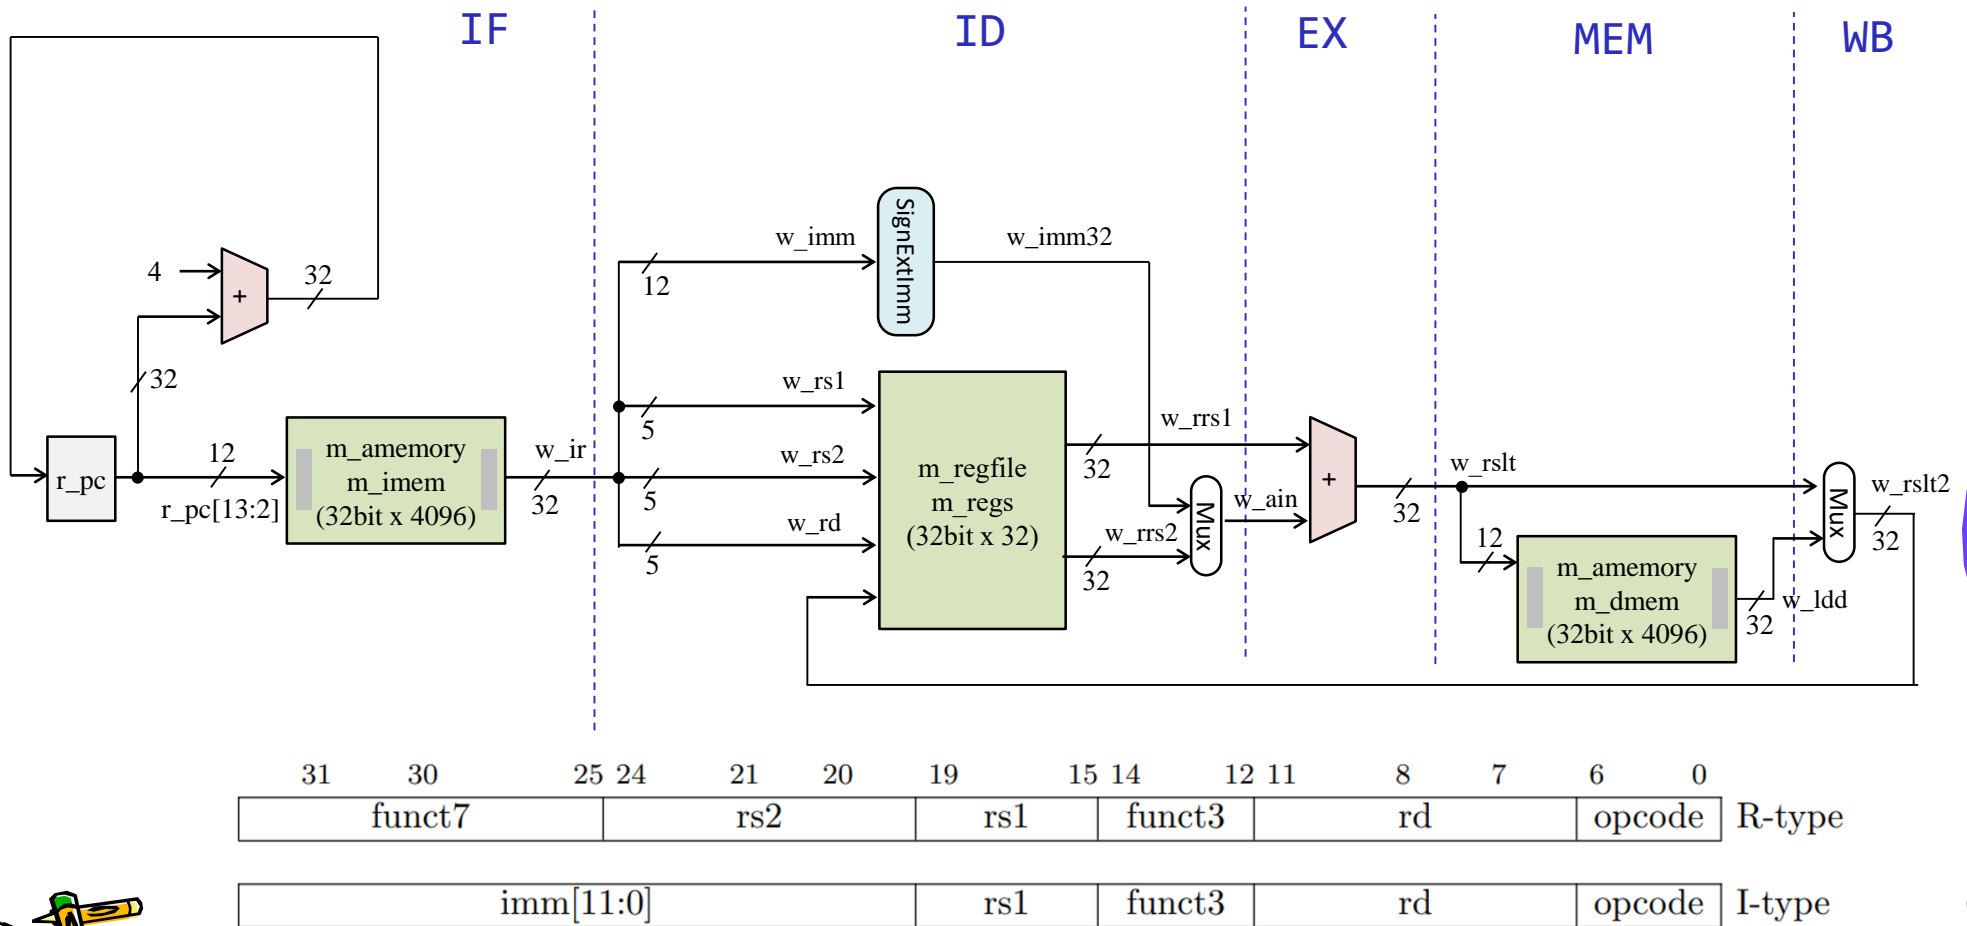 IF
ID
EX
MEM
WB
SignExtImm
w_imm
w_imm32
12
4
+
32
32
w_rs1
5
w_rs2
5
w_rd
5
r_pc
12
r_pc[13:2]
m_amemory
m_imem
(32bit x 4096)
w_ir
32
m_regfile
m_regs
(32bit x 32)
w_rrs1
32
w_rrs2
32
Mux
w_ain
+
32
w_rslt
12
m_amemory
m_dmem
(32bit x 4096)
32
w_ldd
Mux
w_rslt2
32
31 30 25 24 21 20 19 15 14 12 11 8 7 6 0
funct7 rs2 rs1 funct3 rd opcode R-type
imm[11:0] rs1 funct3 rd opcode I-type